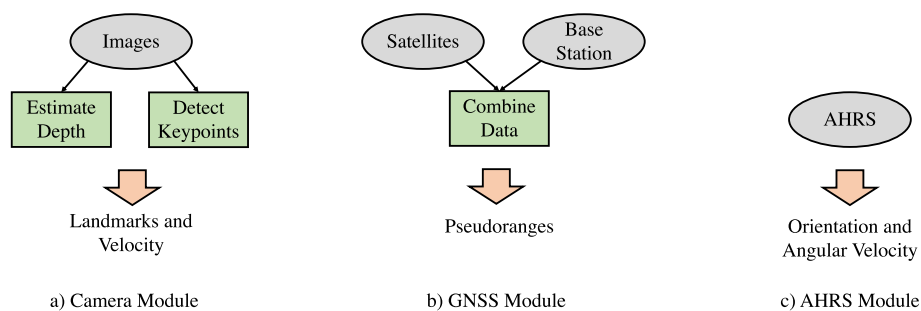 Images
Estimate
Depth
Detect
Keypoints
Landmarks and
Velocity
a) Camera Module
Satellites
Base
Station
Combine
Data
Pseudoranges
b) GNSS Module
AHRS
Orientation and
Angular Velocity
c) AHRS Module